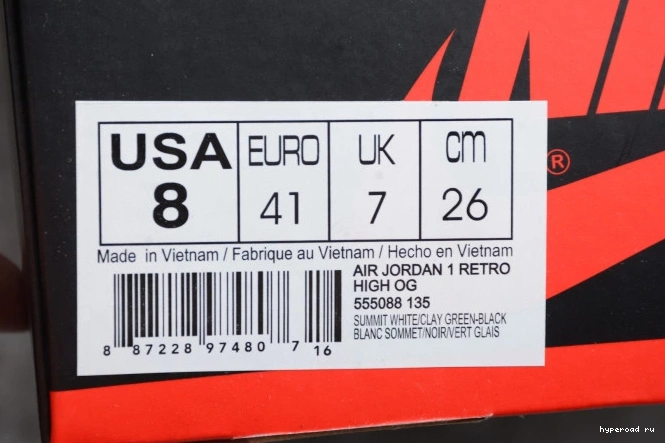 NIKE
®
USA EURO UK cm
8 41 7 26
Made in Vietnam / Fabrique au Vietnam / Hecho en Vietnam
AIR JORDAN 1 RETRO
HIGH OG
555088 135
SUMMIT WHITE/CLAY GREEN-BLACK
BLANC SOMMET/NOIR/VERT GLAIS
8 87228 97480 7 16
hyperoad ru